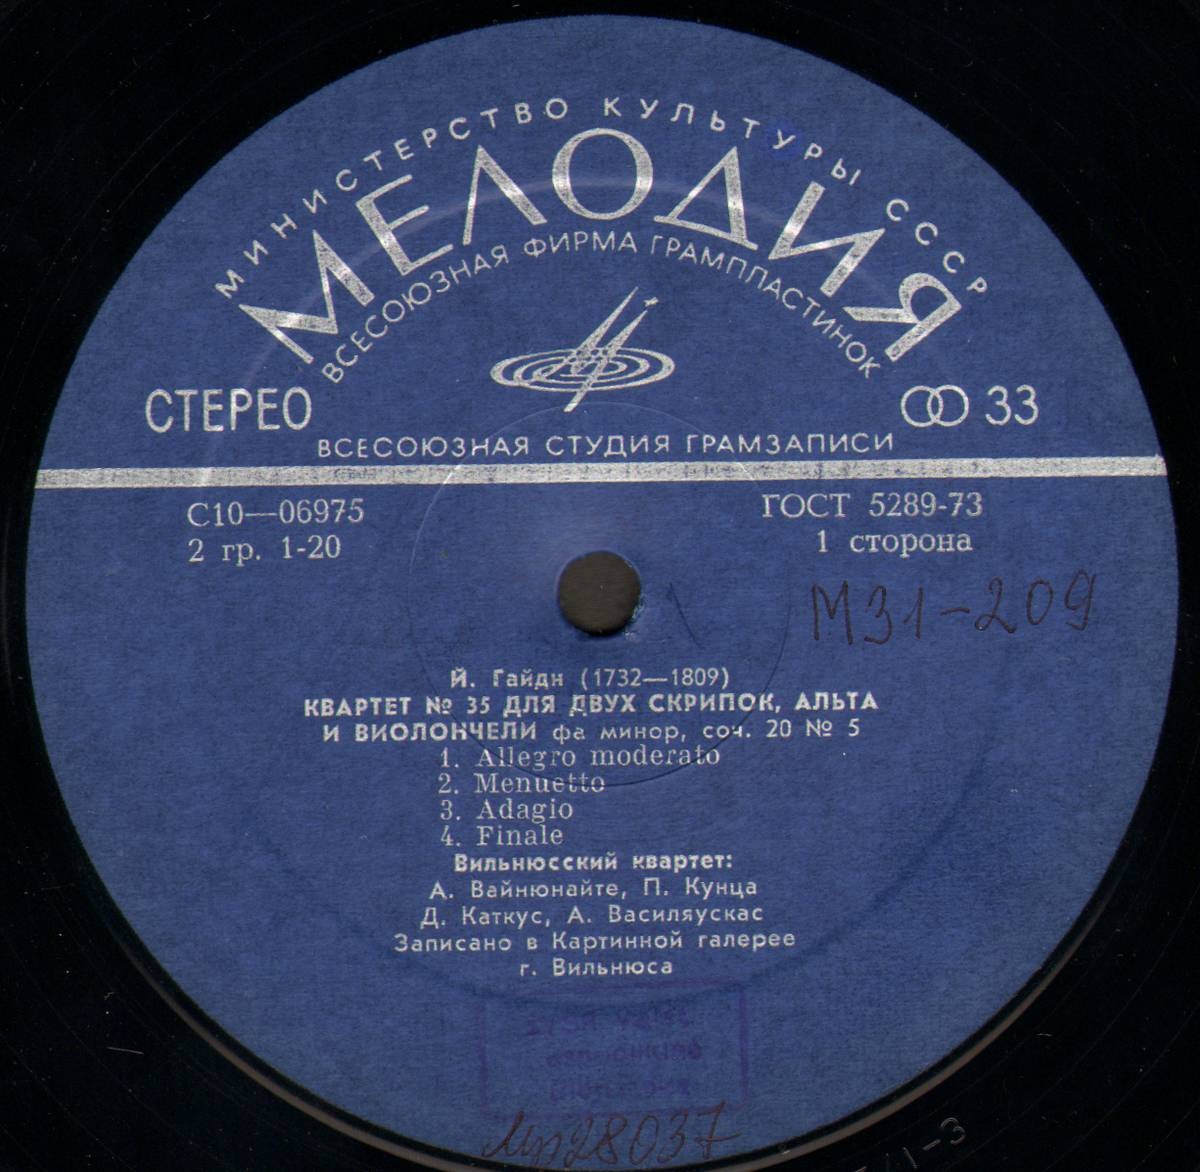 МИНИСТЕРСТВО КУЛЬТУРЫ СССР
МЕЛОДИЯ
ВСЕСОЮЗНАЯ ФИРМА ГРАМПЛАСТИНОК
СТЕРЕО
33
ВСЕСОЮЗНАЯ СТУДИЯ ГРАМЗАПИСИ
С10—06975
ГОСТ 5289-73
2 гр. 1-20
1 сторона
М31-209
Й. Гайдн (1732—1809)
КВАРТЕТ № 35 ДЛЯ ДВУХ СКРИПОК, АЛЬТА
И ВИОЛОНЧЕЛИ фа минор, соч. 20 № 5
1. Allegro moderato
2. Menuetto
3. Adagio
4. Finale
Вильнюсский квартет:
А. Вайнюнайте, П. Кунца
Д. Каткус, А. Василяускас
Записано в Картинной галерее
г. Вильнюса
28037